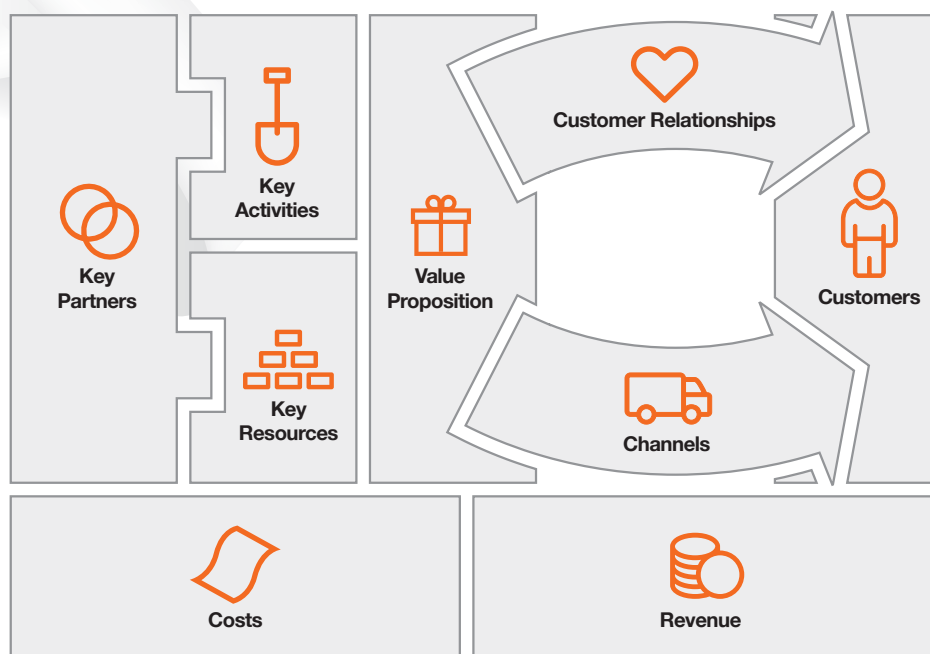 Customer Relationships
Key
Activities
Key
Partners
Value
Proposition
Customers
Key
Resources
Channels
Costs
Revenue